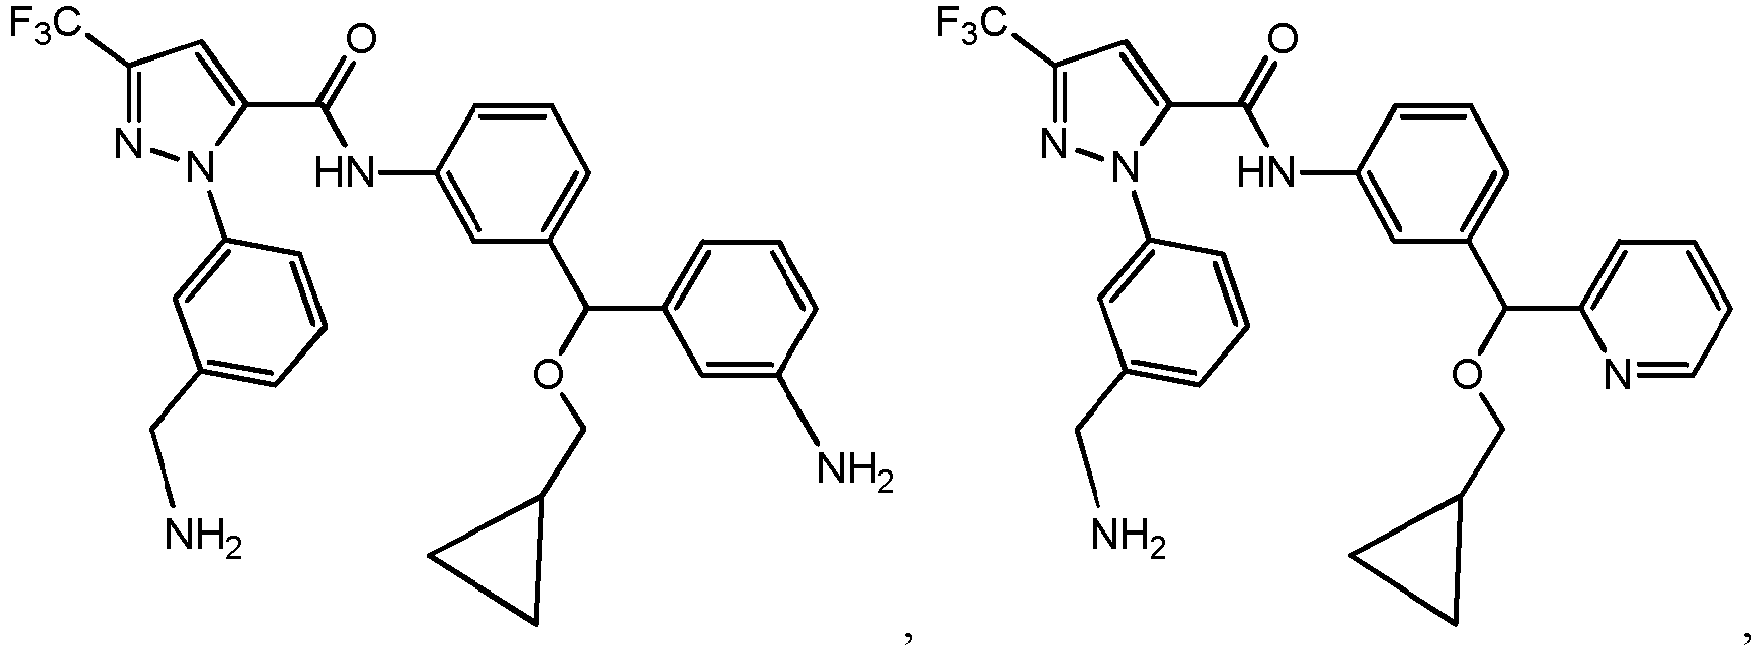 F3C O F3C O
N N HN N N HN
O O N
NH2 NH2 NH2
, ,